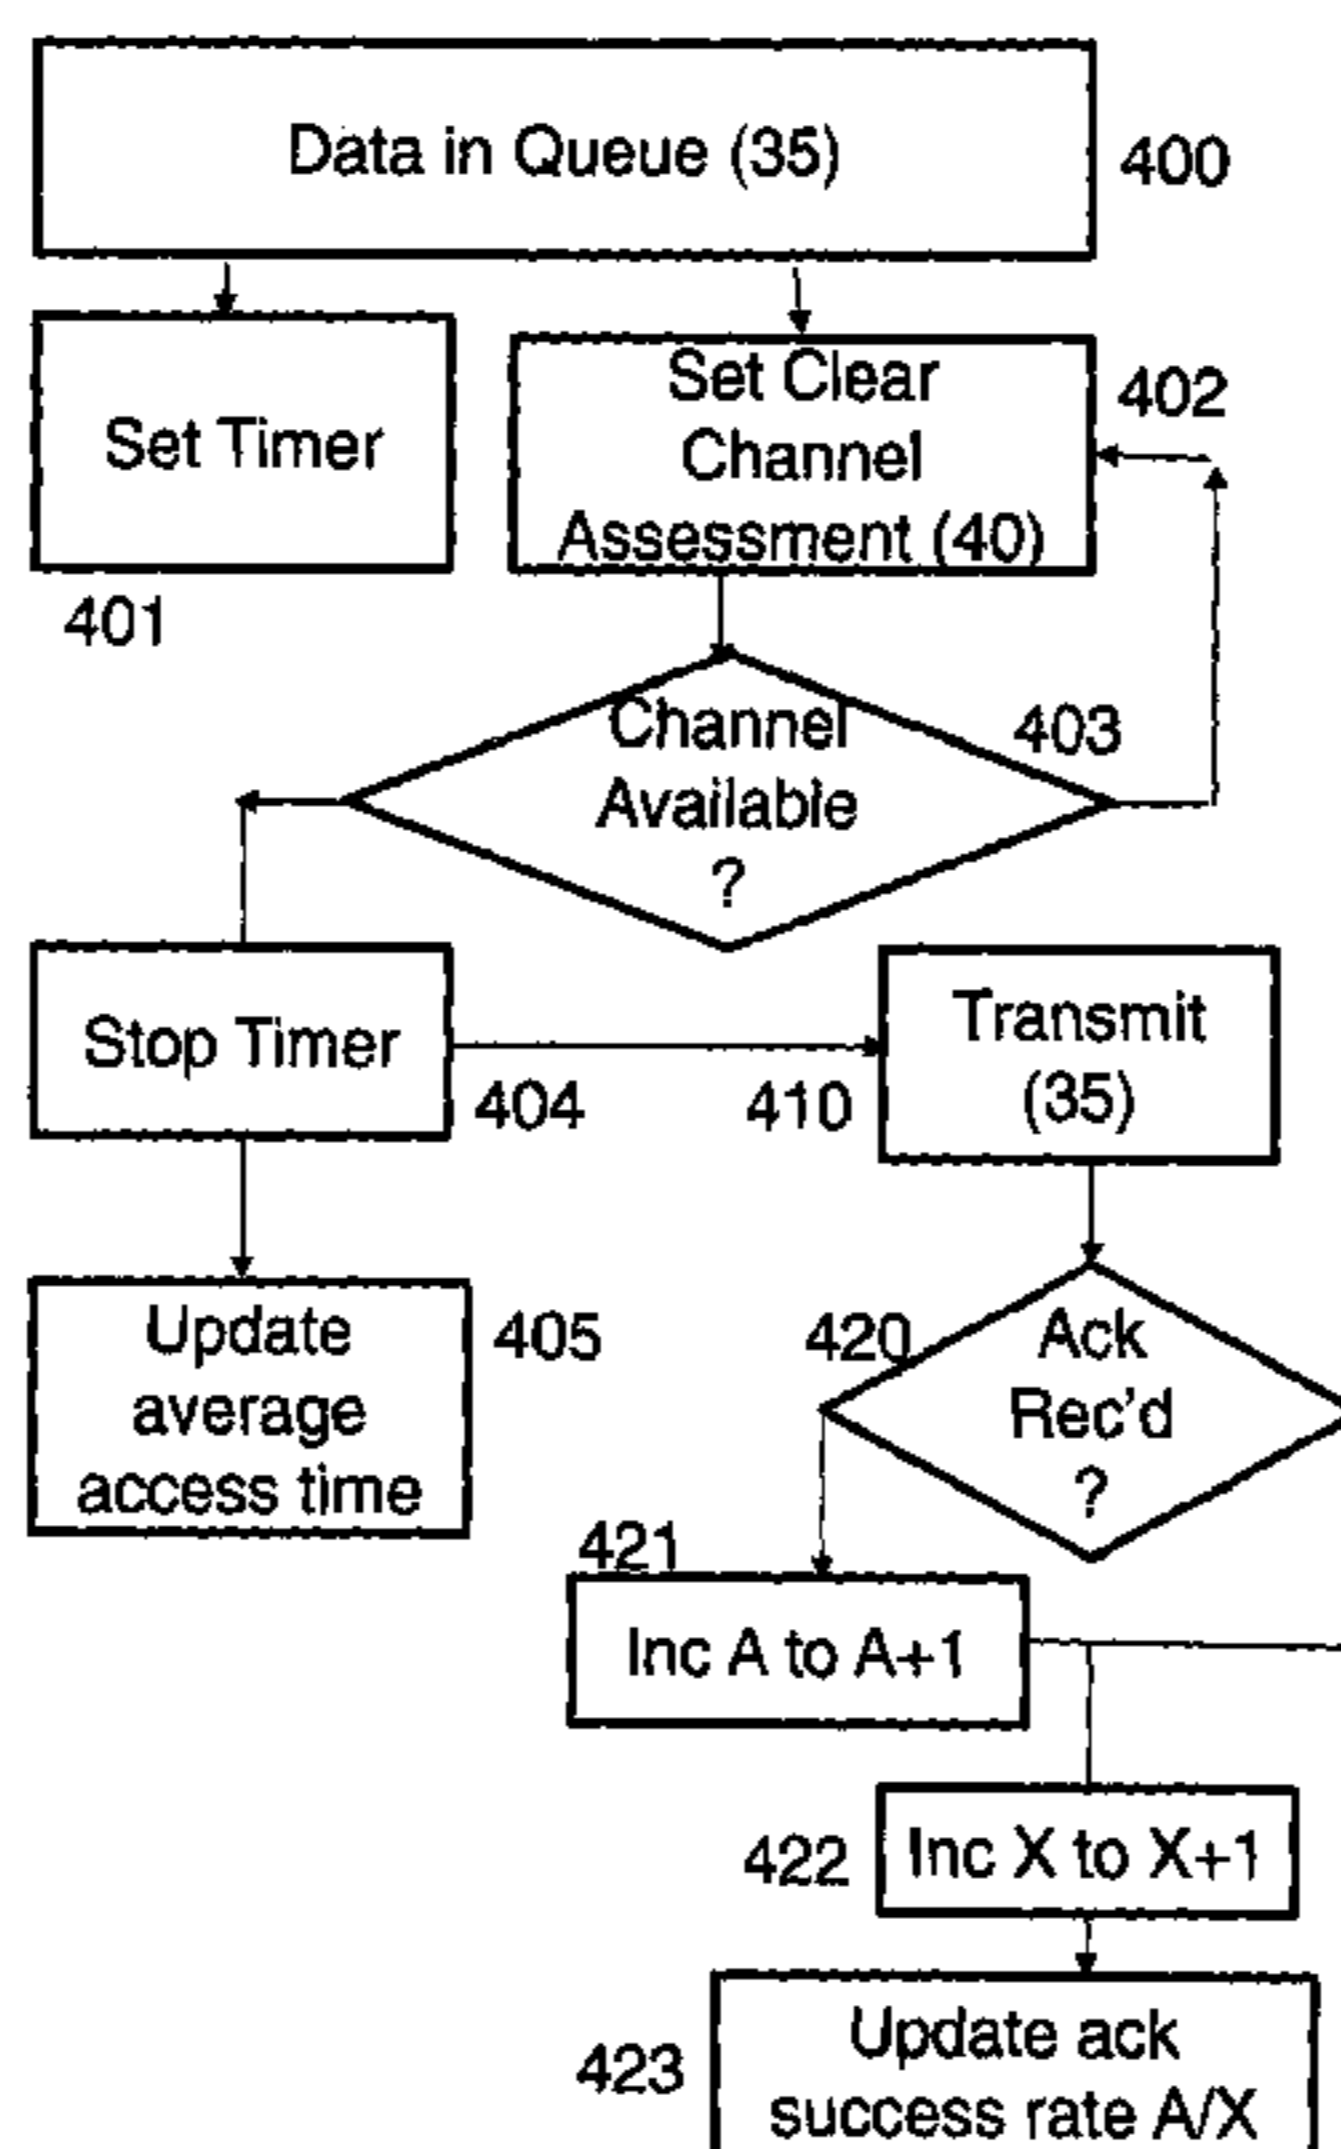 Data in Queue (35)
400
Set Timer
401
Set Clear
Channel
Assessment (40)
402
Channel
Available
?
403
Stop Timer
404
410
Transmit
(35)
Update
average
access time
405
420
Ack
Rec'd
?
421
Inc A to A+1
422
Inc X to X+1
423
Update ack
success rate A/X